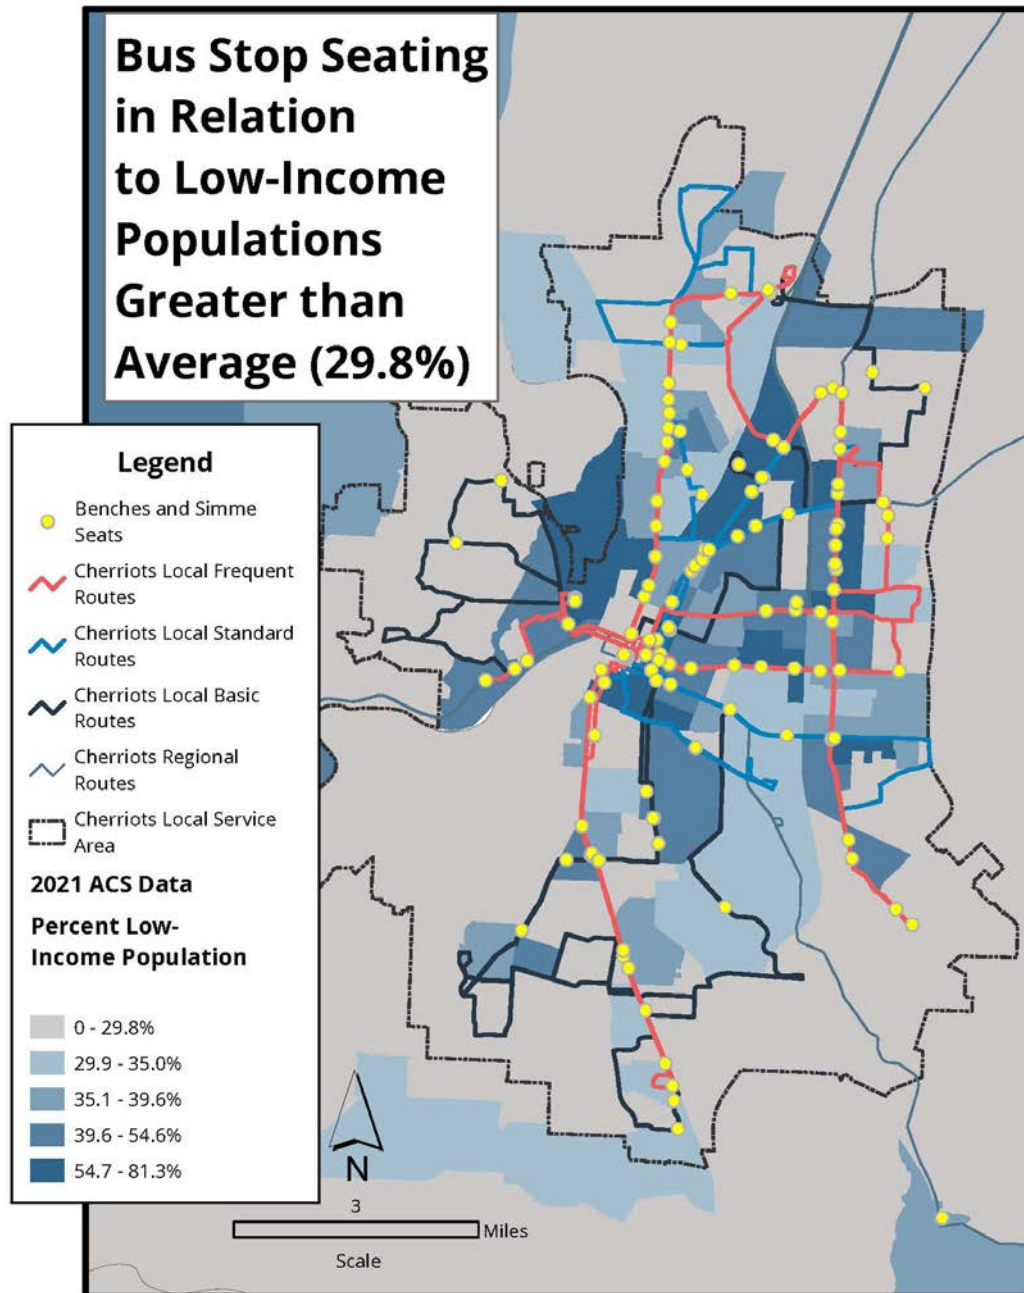 Bus Stop Seating
in Relation
to Low-Income
Populations
Greater than
Average (29.8%)
Legend
Benches and Simme
Seats
Cherriots Local Frequent
Routes
Cherriots Local Standard
Routes
Cherriots Local Basic
Routes
Cherriots Regional
Routes
Cherriots Local Service
Area
2021 ACS Data
Percent Low-
Income Population
0 - 29.8%
29.9 - 35.0%
35.1 - 39.6%
39.6 - 54.6%
54.7 - 81.3%
N
3
Miles
Scale